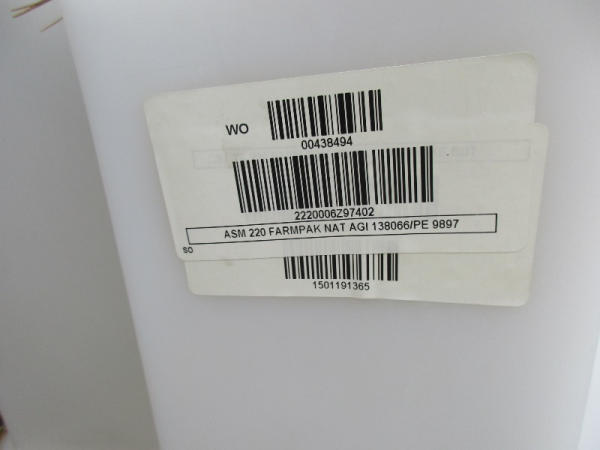 WO
00438494
2220006Z97402
ASM 220 FARMPAK NAT AGI 138066/PE 9897
SO
1501191365